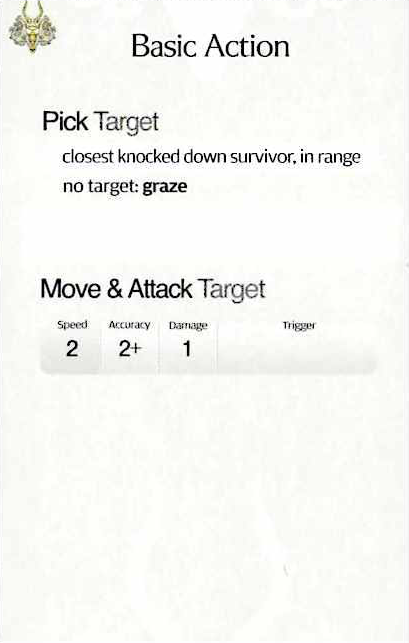 Basic Action
Pick Target
closest knocked down survivor, in range
no target: graze
Move & Attack Target
Speed Accuracy Damage Trigger
2 2+ 1